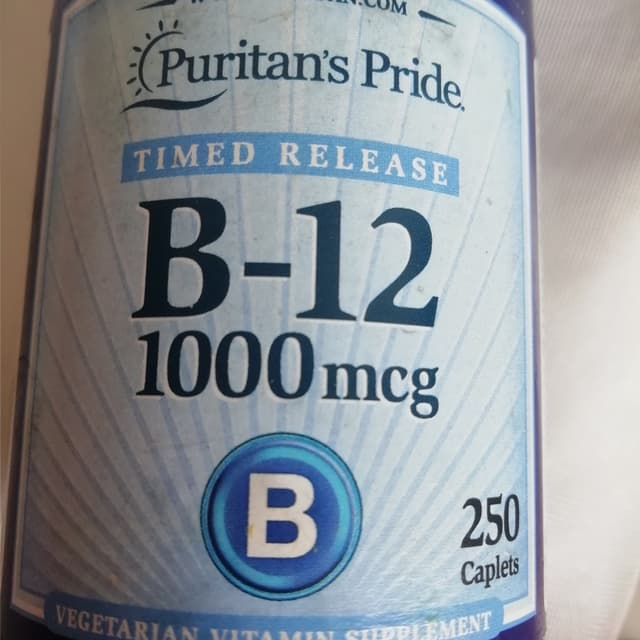 Puritan's Pride
TIMED RELEASE
B-12
1000 mcg
B
250
Caplets
VEGETARIAN VITAMIN SUPPLEMENT